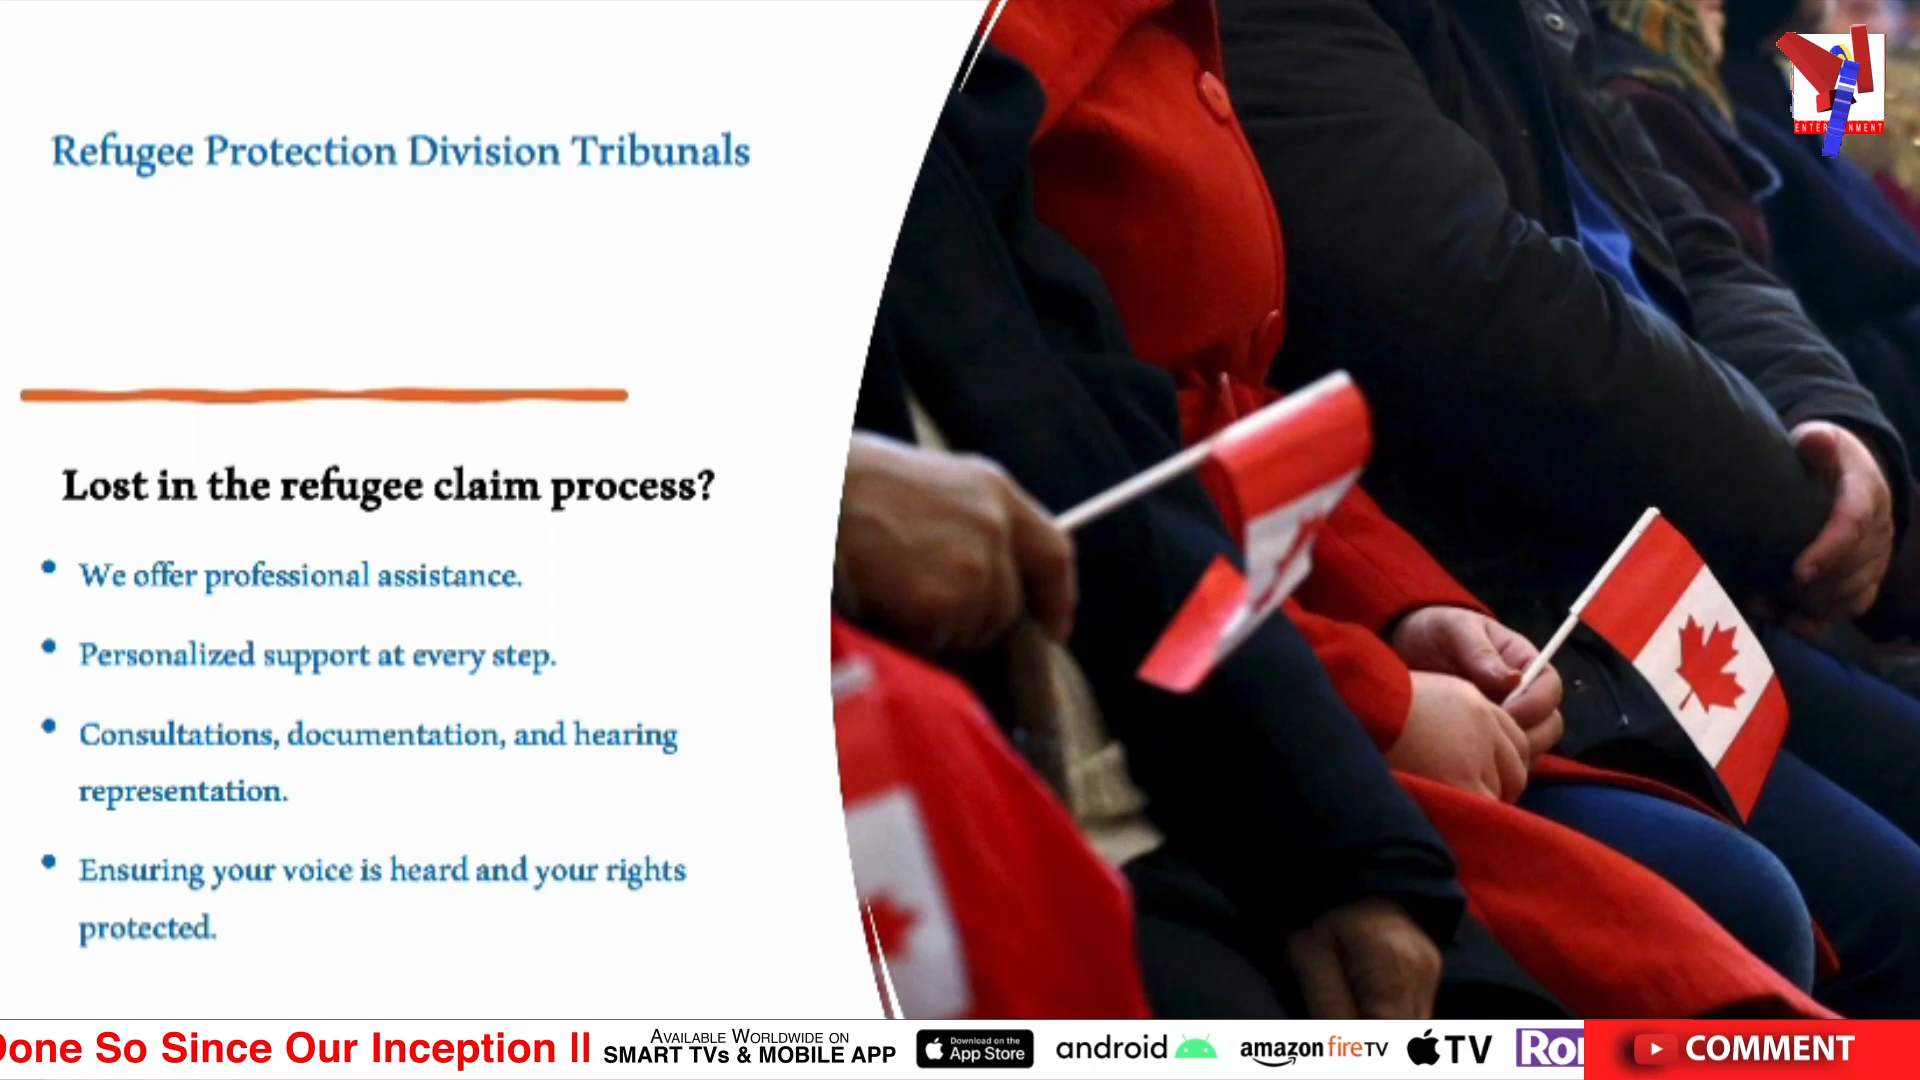 Refugee Protection Division Tribunals
Lost in the refugee claim process?
• We offer professional assistance.
• Personalized support at every step.
• Consultations, documentation, and hearing
representation.
• Ensuring your voice is heard and your rights
protected.
Done So Since Our Inception II
AVAILABLE WORLDWIDE ON
SMART TVs & MOBILE APP
Download on the
App Store
android
amazon fireTV
TV
COMMENT